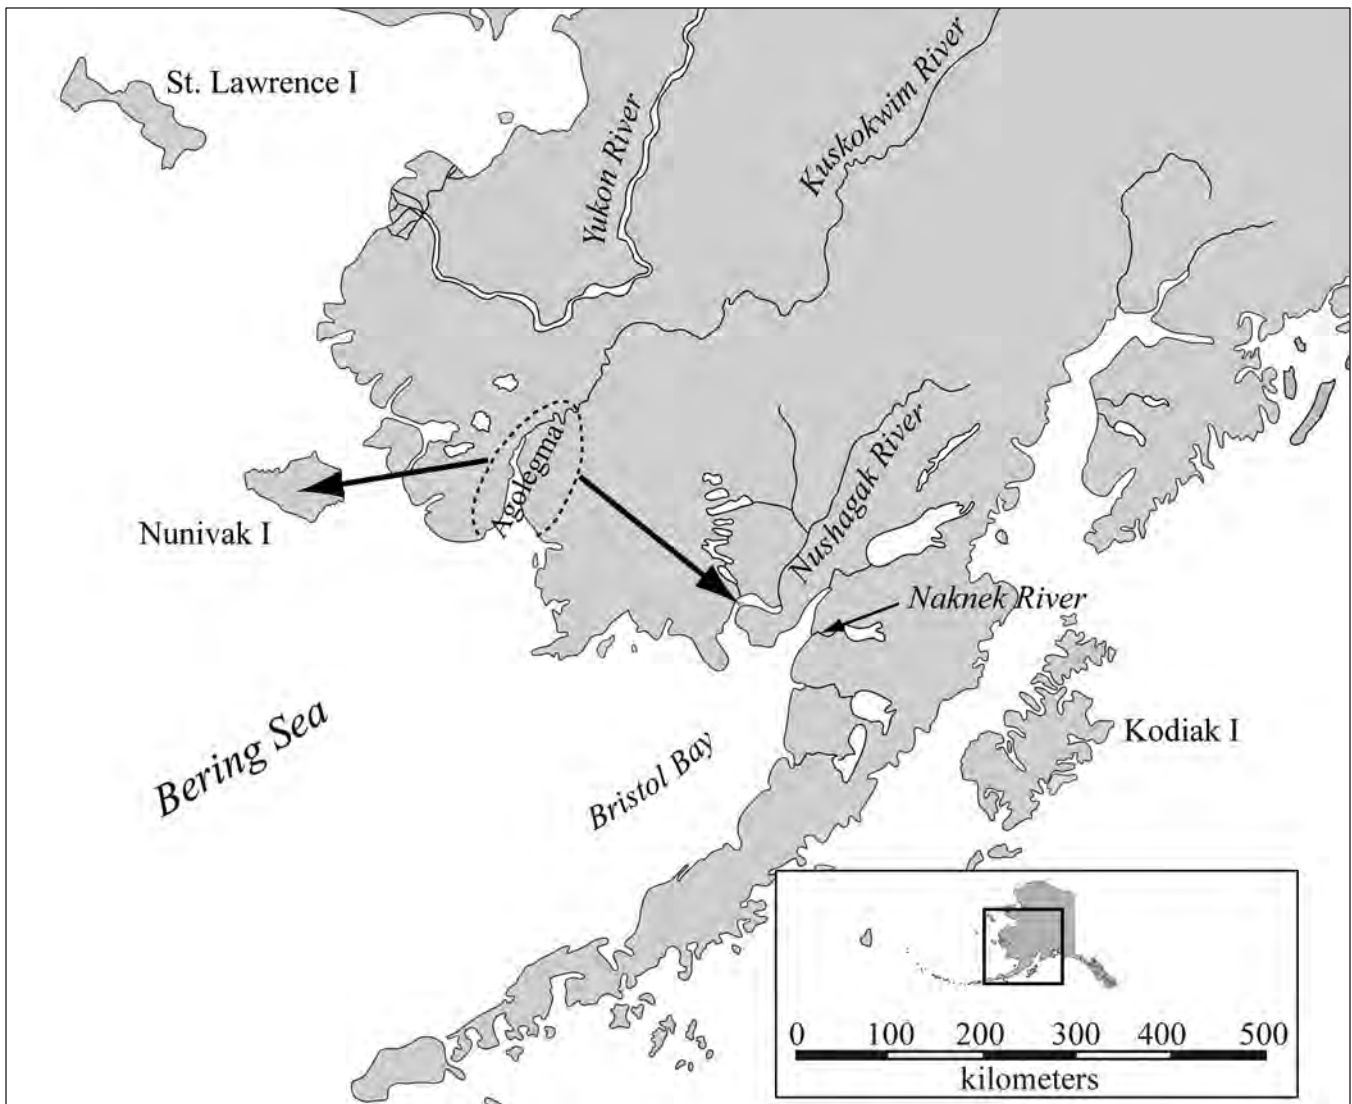 St. Lawrence I
Yukon River
Kuskokwim River
Agolegma
Nunivak I
Nushagak River
Naknek River
Bering Sea
Bristol Bay
Kodiak I
0 100 200 300 400 500
kilometers